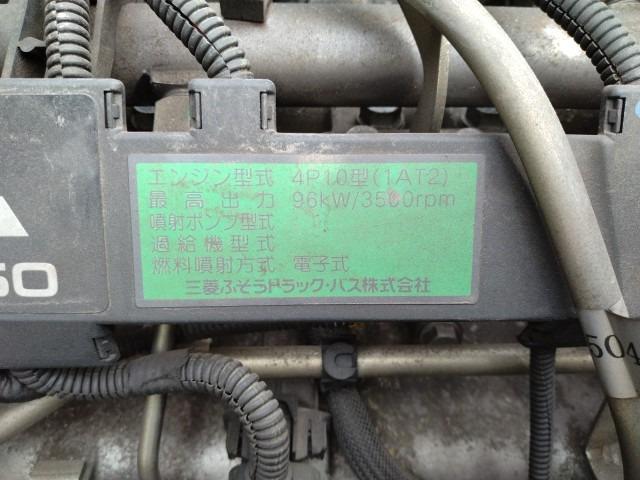 エンジン型式 4P10型(1AT2)
最高出力 96kW/3500rpm
噴射ポンプ型式
過給機型式
燃料噴射方式 電子式
三菱ふそうトラック・バス株式会社
50
504